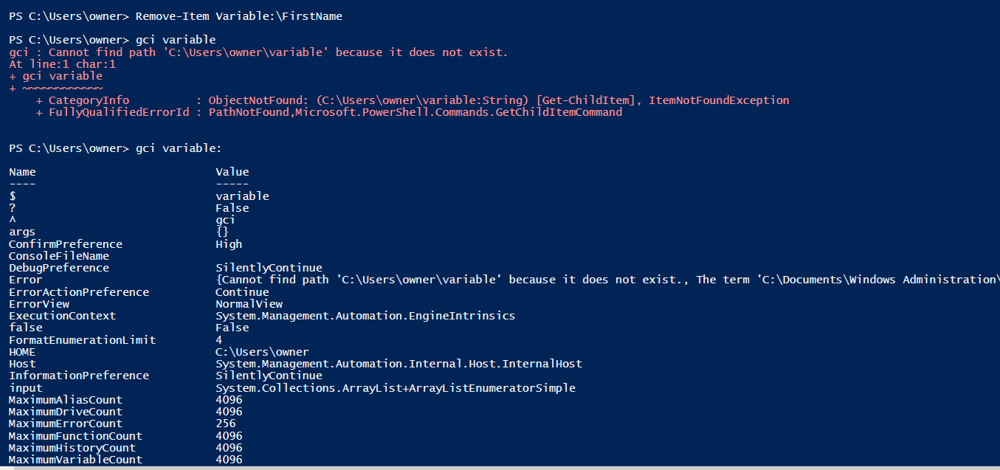 PS C:\Users\owner> Remove-Item Variable:\FirstName
PS C:\Users\owner> gci variable
gci : Cannot find path 'C:\Users\owner\variable' because it does not exist.
At line:1 char:1
+ gci variable
+ ~~~~~~~~~~~~
    + CategoryInfo          : ObjectNotFound: (C:\Users\owner\variable:String) [Get-ChildItem], ItemNotFoundException
    + FullyQualifiedErrorId : PathNotFound,Microsoft.PowerShell.Commands.GetChildItemCommand
PS C:\Users\owner> gci variable:
Name                           Value
----                           -----
$                              variable
?                              False
^                              gci
args                           {}
ConfirmPreference              High
ConsoleFileName
DebugPreference                SilentlyContinue
Error                          {Cannot find path 'C:\Users\owner\variable' because it does not exist., The term 'C:\Documents\Windows Administration\
ErrorActionPreference          Continue
ErrorView                      NormalView
ExecutionContext               System.Management.Automation.EngineIntrinsics
false                          False
FormatEnumerationLimit         4
HOME                           C:\Users\owner
Host                           System.Management.Automation.Internal.Host.InternalHost
InformationPreference          SilentlyContinue
input                          System.Collections.ArrayList+ArrayListEnumeratorSimple
MaximumAliasCount              4096
MaximumDriveCount              4096
MaximumErrorCount              256
MaximumFunctionCount           4096
MaximumHistoryCount            4096
MaximumVariableCount           4096